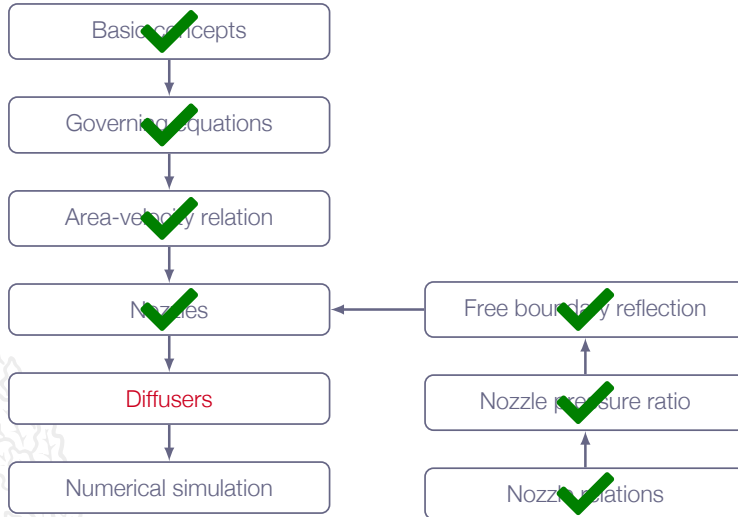 Basic concepts
Governing equations
Area-velocity relation
Nozzles
Diffusers
Numerical simulation
Free boundary reflection
Nozzle pressure ratio
Nozzle relations